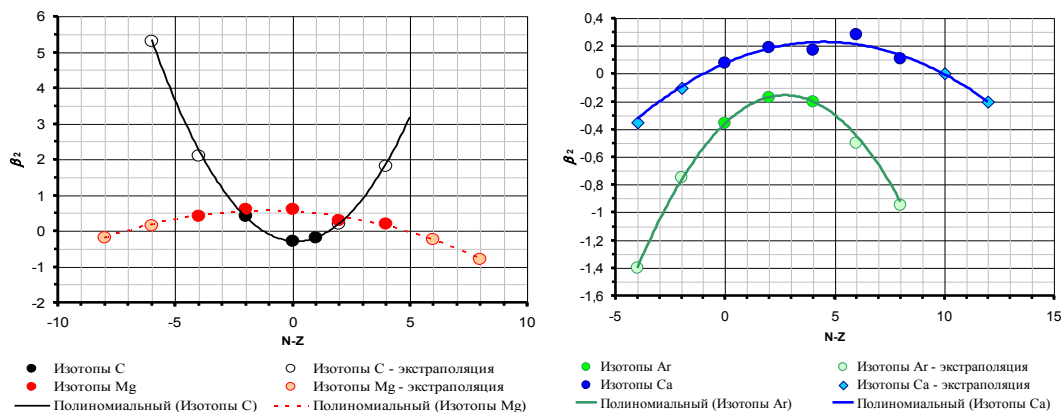 6
5
4
3
2
1
0
-1
-2
β₂
-10
-5
0
5
10
N-Z
Изотопы C
Изотопы C - экстраполяция
Изотопы Mg
Изотопы Mg - экстраполяция
Полиномиальный (Изотопы C)
Полиномиальный (Изотопы Mg)
0,4
0,2
0
-0,2
-0,4
-0,6
-0,8
-1
-1,2
-1,4
-1,6
β₂
-5
0
5
10
15
N-Z
Изотопы Ar
Изотопы Ar - экстраполяция
Изотопы Ca
Изотопы Ca - экстраполяция
Полиномиальный (Изотопы Ar)
Полиномиальный (Изотопы Ca)